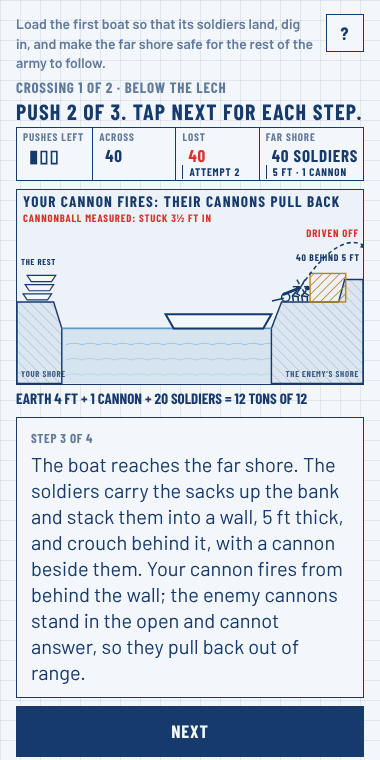 Load the first boat so that its soldiers land, dig
in, and make the far shore safe for the rest of the
army to follow.
?
CROSSING 1 OF 2 · BELOW THE LECH
PUSH 2 OF 3. TAP NEXT FOR EACH STEP.
PUSHES LEFT
ACROSS
40
LOST
40
ATTEMPT 2
FAR SHORE
40 SOLDIERS
5 FT · 1 CANNON
YOUR CANNON FIRES: THEIR CANNONS PULL BACK
CANNONBALL MEASURED: STUCK 3½ FT IN
DRIVEN OFF
40 BEHIND 5 FT
THE REST
YOUR SHORE
THE ENEMY'S SHORE
EARTH 4 FT + 1 CANNON + 20 SOLDIERS = 12 TONS OF 12
STEP 3 OF 4
The boat reaches the far shore. The
soldiers carry the sacks up the bank
and stack them into a wall, 5 ft thick,
and crouch behind it, with a cannon
beside them. Your cannon fires from
behind the wall; the enemy cannons
stand in the open and cannot
answer, so they pull back out of
range.
NEXT